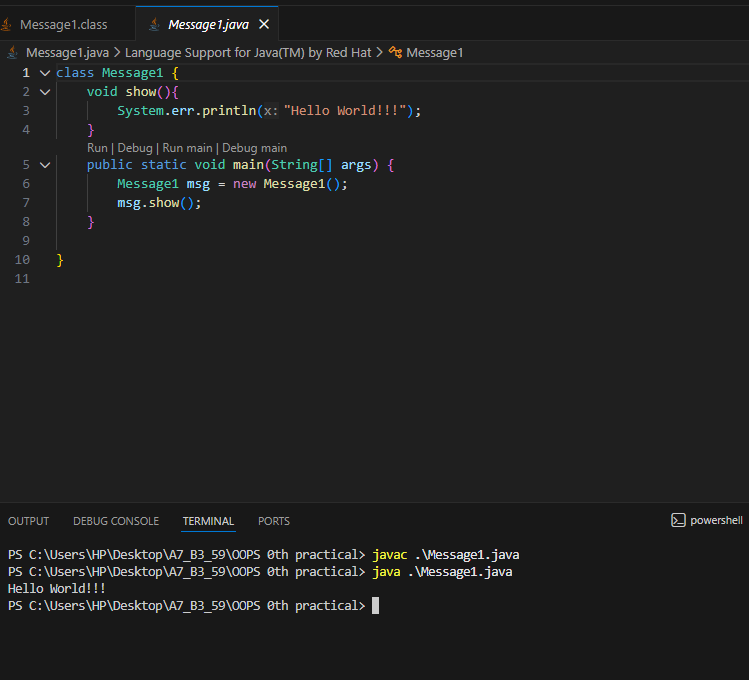 Message1.class Message1.java
Message1.java > Language Support for Java(TM) by Red Hat > Message1
1 class Message1 {
2 void show(){
3 System.err.println(x: "Hello World!!!");
4 }
Run | Debug | Run main | Debug main
5 public static void main(String[] args) {
6 Message1 msg = new Message1();
7 msg.show();
8 }
9
10 }
11
OUTPUT DEBUG CONSOLE TERMINAL PORTS powershell
PS C:\Users\HP\Desktop\A7_B3_59\OOPS 0th practical> javac .\Message1.java
PS C:\Users\HP\Desktop\A7_B3_59\OOPS 0th practical> java .\Message1.java
Hello World!!!
PS C:\Users\HP\Desktop\A7_B3_59\OOPS 0th practical>